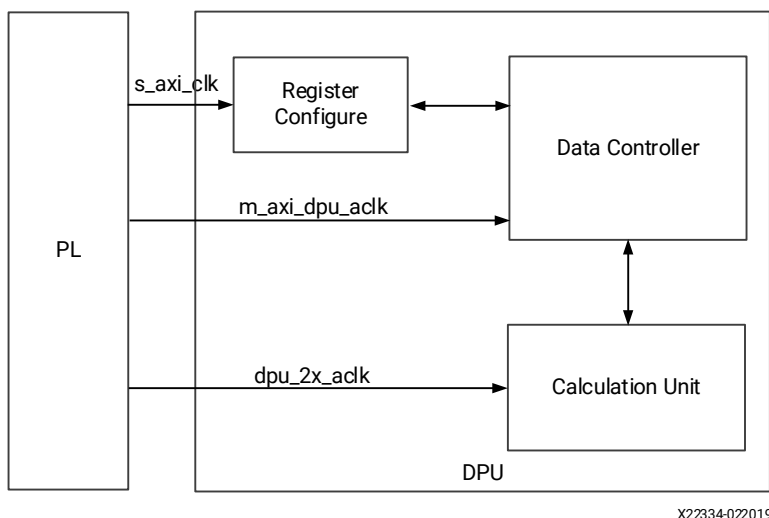 s_axi_clk
Register
Configure
Data Controller
m_axi_dpu_aclk
PL
dpu_2x_aclk
Calculation Unit
DPU
X22334-022019